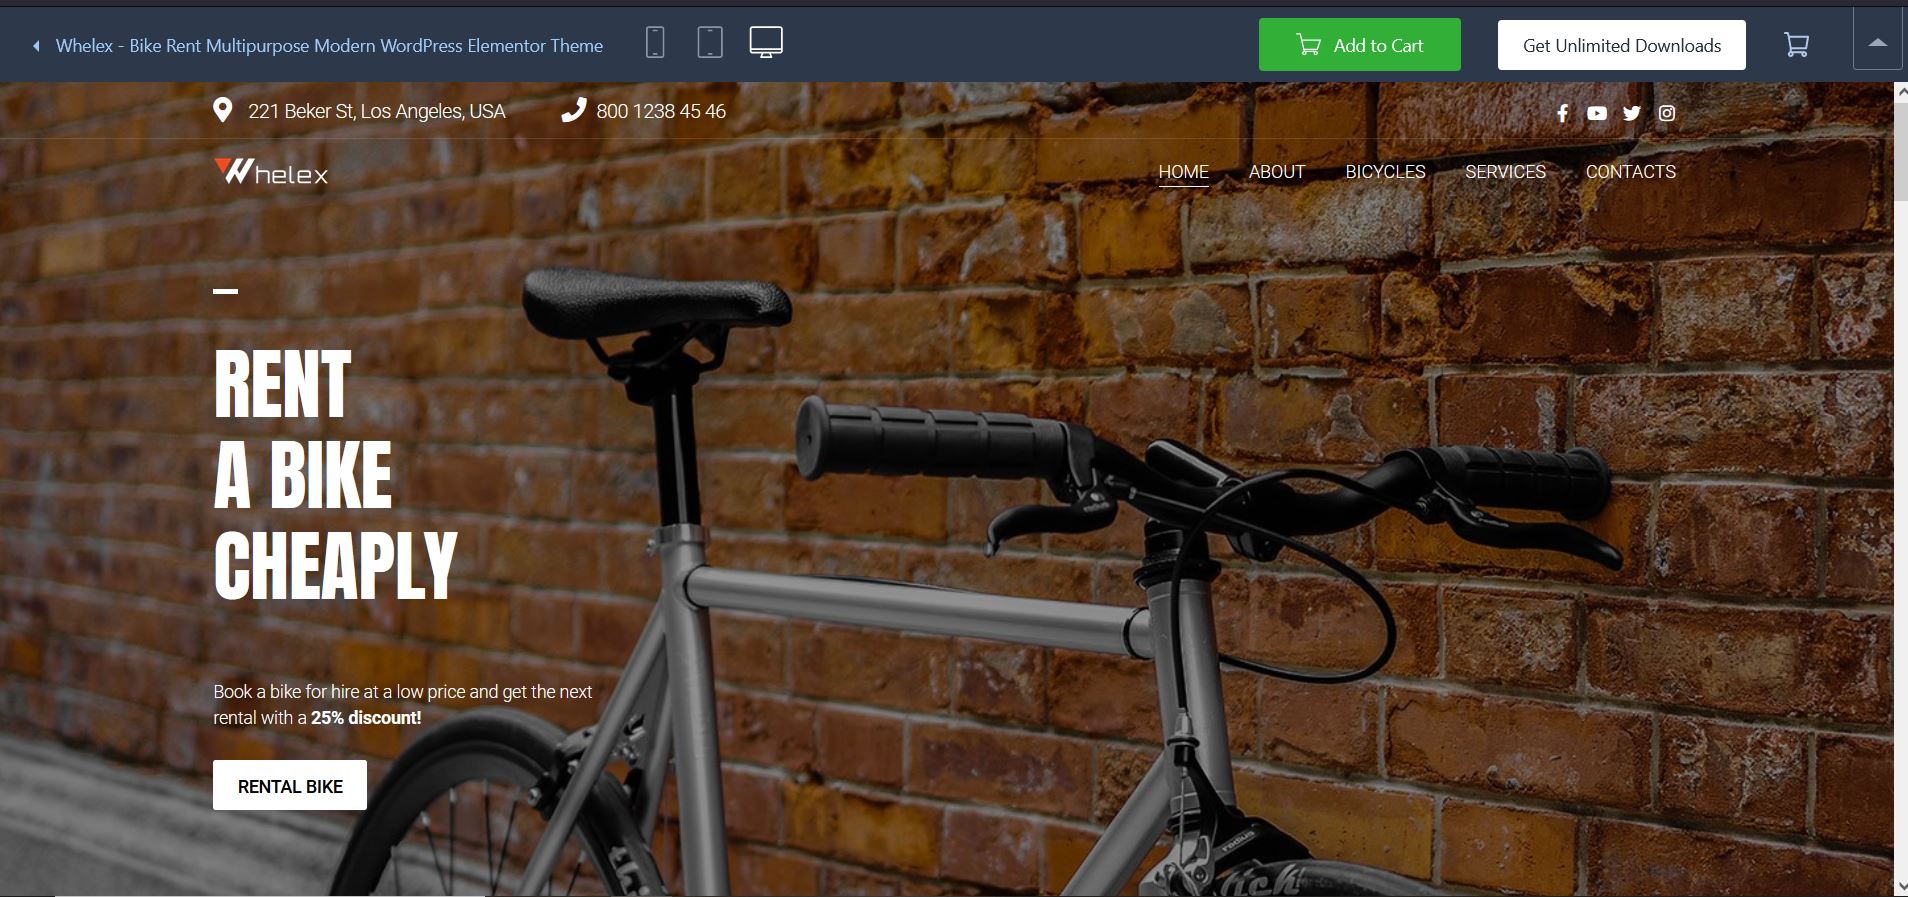 Whelex - Bike Rent Multipurpose Modern WordPress Elementor Theme
Add to Cart
Get Unlimited Downloads
221 Beker St, Los Angeles, USA
800 1238 45 46
Whelex
HOME
ABOUT
BICYCLES
SERVICES
CONTACTS
RENT
A BIKE
CHEAPLY
Book a bike for hire at a low price and get the next
rental with a 25% discount!
RENTAL BIKE
radius